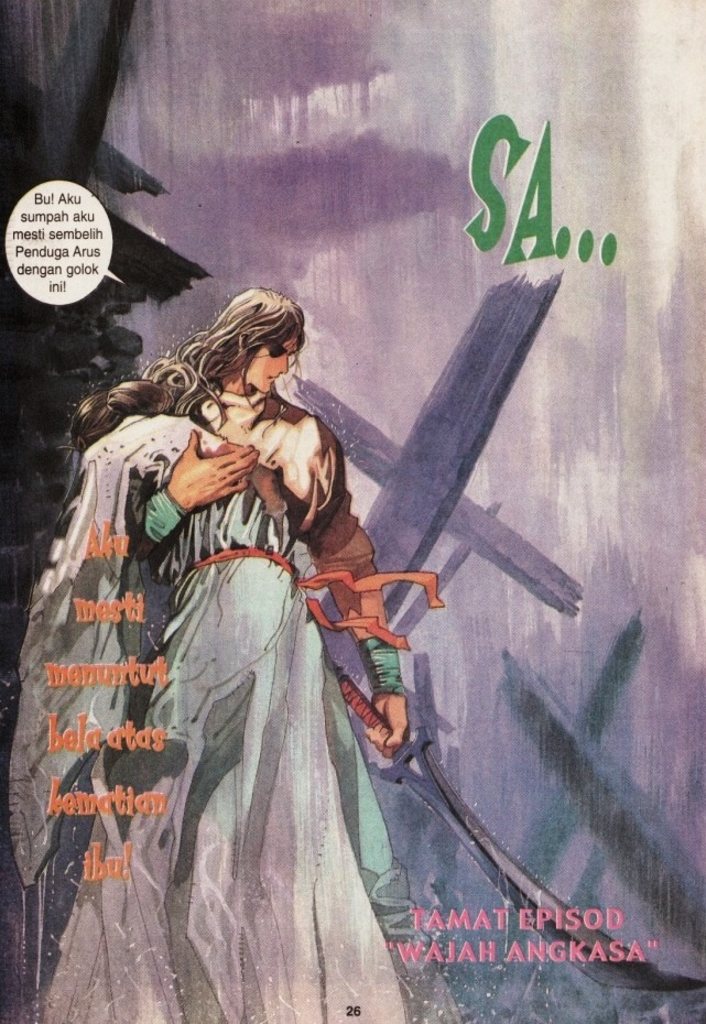 SA...
Bu! Aku
sumpah aku
mesti sembelih
Penduga Arus
dengan golok
ini!
Aku
mesti
menuntut
bela atas
kematian
ibu!
TAMAT EPISOD
"WAJAH ANGKASA"
26